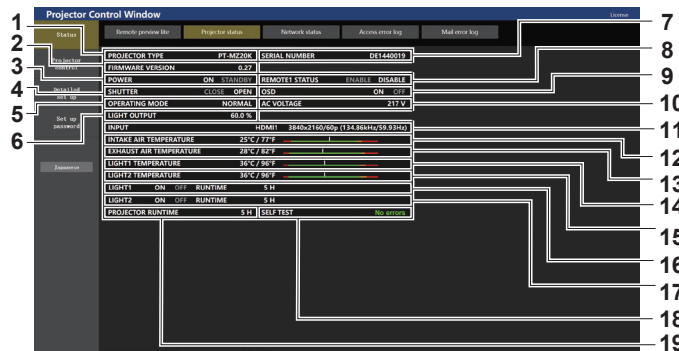 Projector Control Window
License
Status
Remote preview lite
Projector status
Network status
Access error log
Mail error log
Projector
control
Detailed
set up
Set up
password
Japanese
PROJECTOR TYPE PT-MZ20K SERIAL NUMBER DE1440019
FIRMWARE VERSION 0.27
POWER ON STANDBY REMOTE1 STATUS ENABLE DISABLE
SHUTTER CLOSE OPEN OSD ON OFF
OPERATING MODE NORMAL AC VOLTAGE 217 V
LIGHT OUTPUT 60.0 %
INPUT HDMI1 3840x2160/60p (134.86kHz/59.93Hz)
INTAKE AIR TEMPERATURE 25°C / 77°F
EXHAUST AIR TEMPERATURE 28°C / 82°F
LIGHT1 TEMPERATURE 36°C / 96°F
LIGHT2 TEMPERATURE 36°C / 96°F
LIGHT1 ON OFF RUNTIME 5 H
LIGHT2 ON OFF RUNTIME 5 H
PROJECTOR RUNTIME 5 H SELF TEST No errors
1
2
3
4
5
6
7
8
9
10
11
12
13
14
15
16
17
18
19